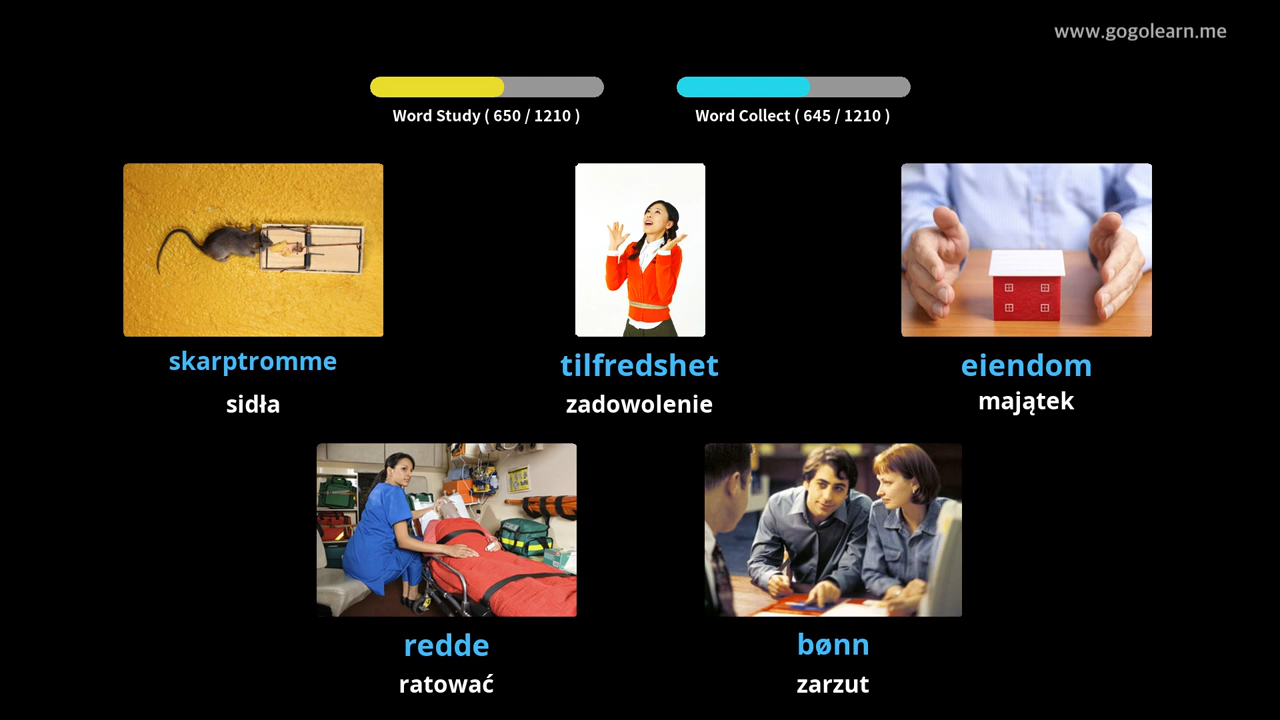 www.gogolearn.me
Word Study ( 650 / 1210 )
Word Collect ( 645 / 1210 )
skarptromme
sidła
tilfredshet
zadowolenie
eiendom
majątek
redde
ratować
bønn
zarzut